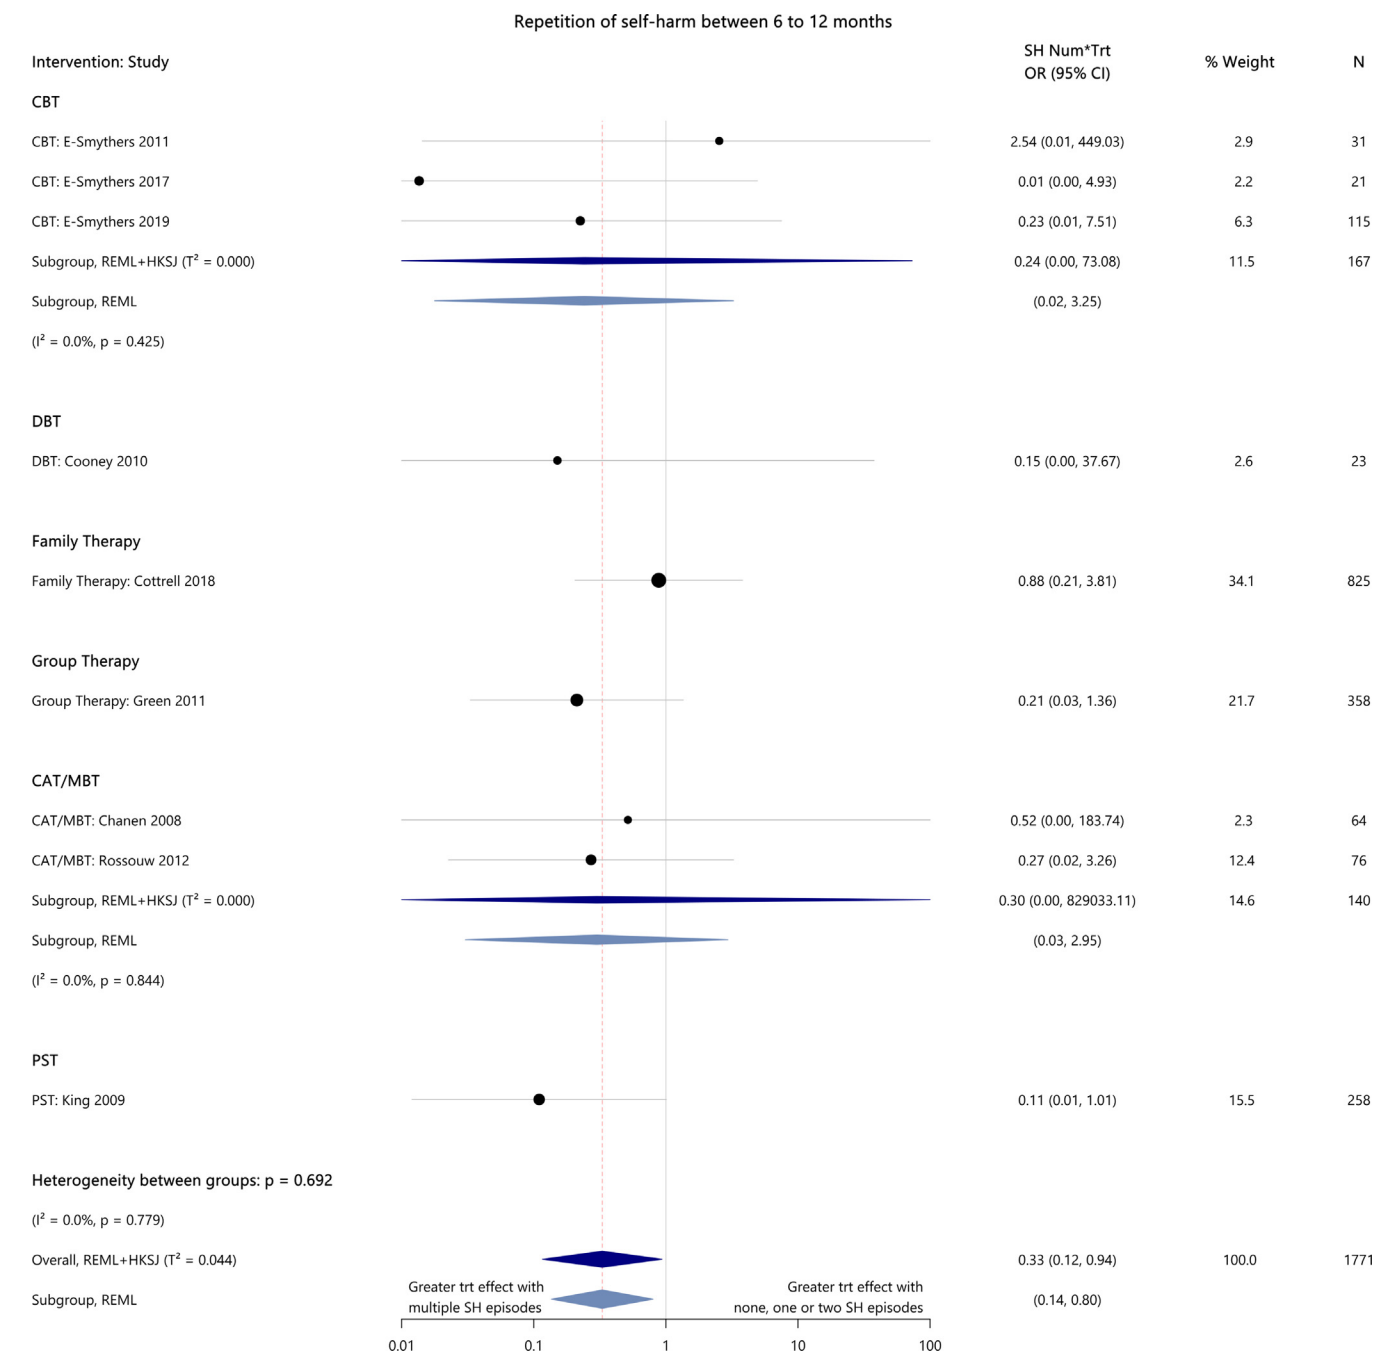 Repetition of self-harm between 6 to 12 months
Intervention: Study
SH Num*Trt
OR (95% CI)
% Weight
N
CBT
CBT: E-Smythers 2011 2.54 (0.01, 449.03) 2.9 31
CBT: E-Smythers 2017 0.01 (0.00, 4.93) 2.2 21
CBT: E-Smythers 2019 0.23 (0.01, 7.51) 6.3 115
Subgroup, REML+HKSJ (T² = 0.000) 0.24 (0.00, 73.08) 11.5 167
Subgroup, REML (0.02, 3.25)
(I² = 0.0%, p = 0.425)
DBT
DBT: Cooney 2010 0.15 (0.00, 37.67) 2.6 23
Family Therapy
Family Therapy: Cottrell 2018 0.88 (0.21, 3.81) 34.1 825
Group Therapy
Group Therapy: Green 2011 0.21 (0.03, 1.36) 21.7 358
CAT/MBT
CAT/MBT: Chanen 2008 0.52 (0.00, 183.74) 2.3 64
CAT/MBT: Rossouw 2012 0.27 (0.02, 3.26) 12.4 76
Subgroup, REML+HKSJ (T² = 0.000) 0.30 (0.00, 829033.11) 14.6 140
Subgroup, REML (0.03, 2.95)
(I² = 0.0%, p = 0.844)
PST
PST: King 2009 0.11 (0.01, 1.01) 15.5 258
Heterogeneity between groups: p = 0.692
(I² = 0.0%, p = 0.779)
Overall, REML+HKSJ (T² = 0.044) 0.33 (0.12, 0.94) 100.0 1771
Greater trt effect with
multiple SH episodes
Greater trt effect with
none, one or two SH episodes
Subgroup, REML (0.14, 0.80)
0.01 0.1 1 10 100